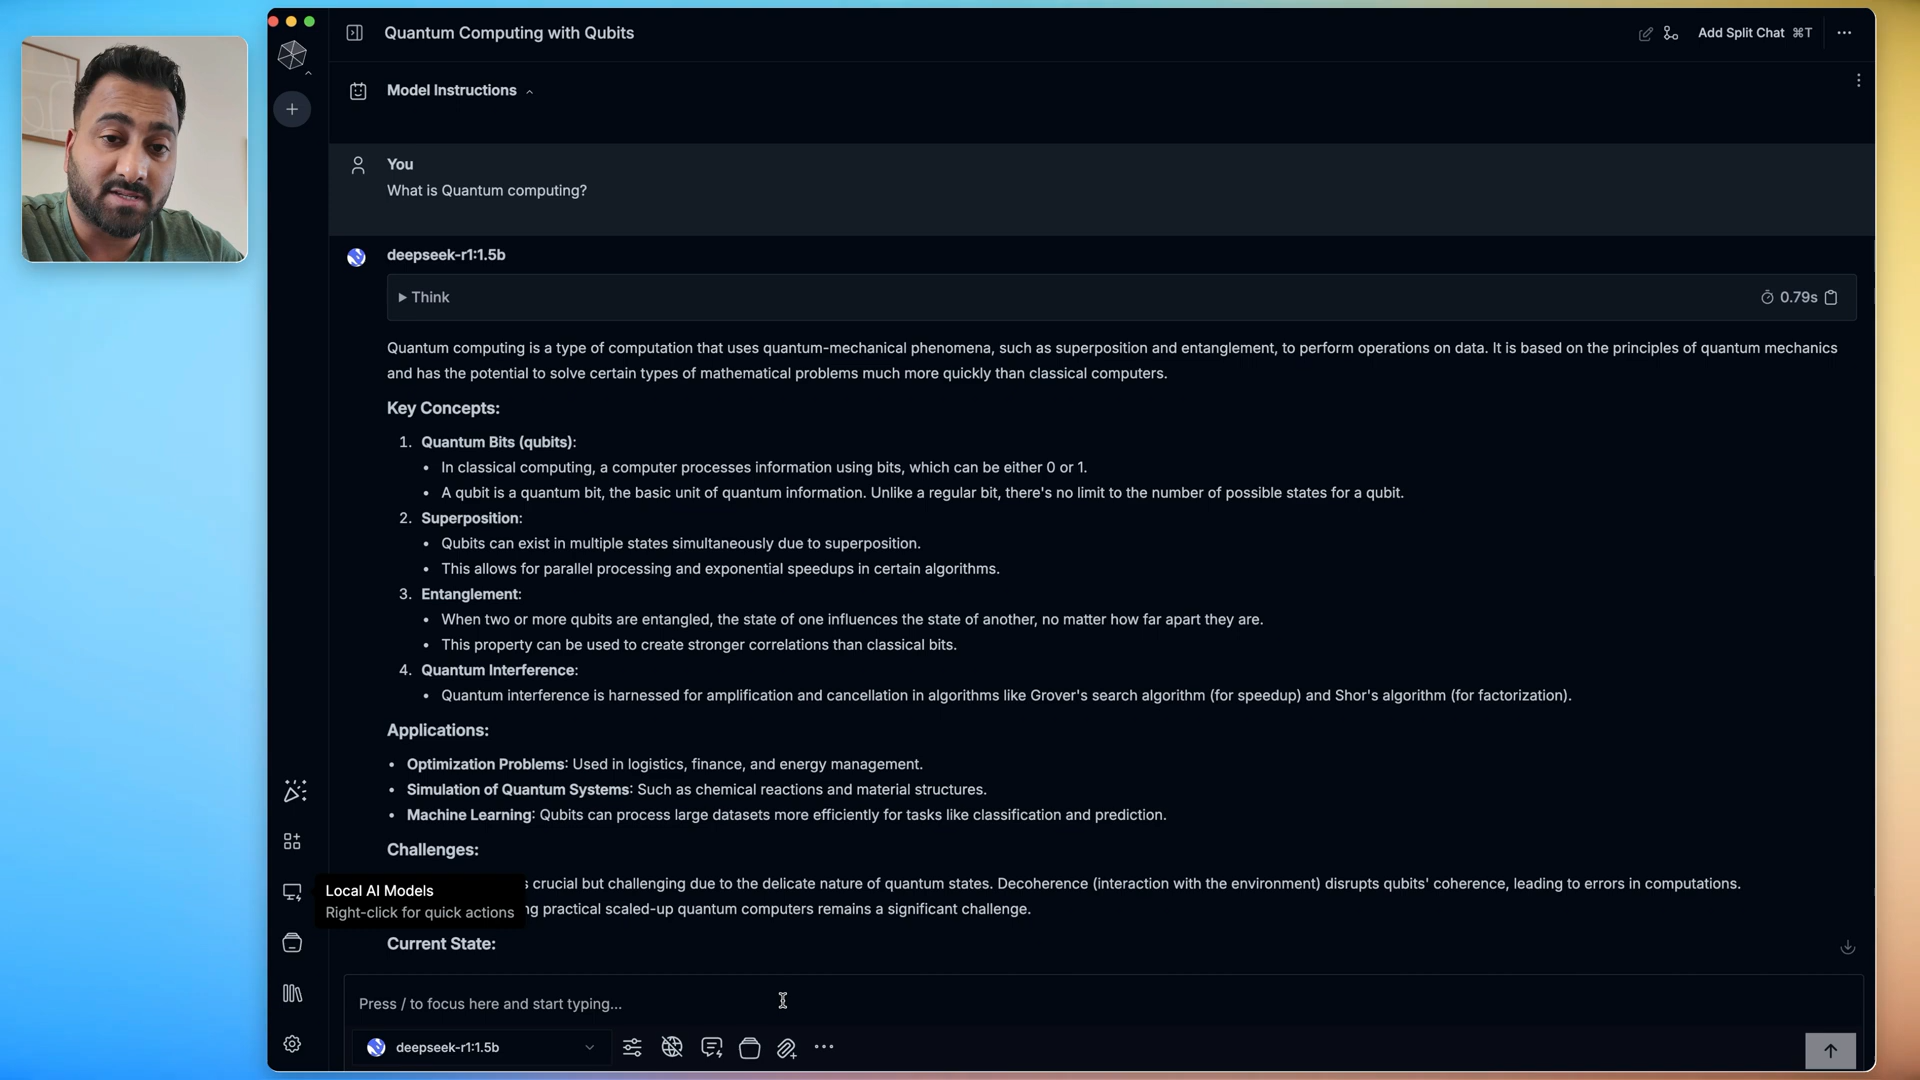 Quantum Computing with Qubits
Add Split Chat ⌘T
Model Instructions
You
What is Quantum computing?
deepseek-r1:1.5b
Think
0.79s
Quantum computing is a type of computation that uses quantum-mechanical phenomena, such as superposition and entanglement, to perform operations on data. It is based on the principles of quantum mechanics
and has the potential to solve certain types of mathematical problems much more quickly than classical computers.
Key Concepts:
1. Quantum Bits (qubits):
• In classical computing, a computer processes information using bits, which can be either 0 or 1.
• A qubit is a quantum bit, the basic unit of quantum information. Unlike a regular bit, there's no limit to the number of possible states for a qubit.
2. Superposition:
• Qubits can exist in multiple states simultaneously due to superposition.
• This allows for parallel processing and exponential speedups in certain algorithms.
3. Entanglement:
• When two or more qubits are entangled, the state of one influences the state of another, no matter how far apart they are.
• This property can be used to create stronger correlations than classical bits.
4. Quantum Interference:
• Quantum interference is harnessed for amplification and cancellation in algorithms like Grover's search algorithm (for speedup) and Shor's algorithm (for factorization).
Applications:
• Optimization Problems: Used in logistics, finance, and energy management.
• Simulation of Quantum Systems: Such as chemical reactions and material structures.
• Machine Learning: Qubits can process large datasets more efficiently for tasks like classification and prediction.
Challenges:
Local AI Models
Right-click for quick actions
crucial but challenging due to the delicate nature of quantum states. Decoherence (interaction with the environment) disrupts qubits' coherence, leading to errors in computations.
practical scaled-up quantum computers remains a significant challenge.
Current State:
Press / to focus here and start typing...
deepseek-r1:1.5b